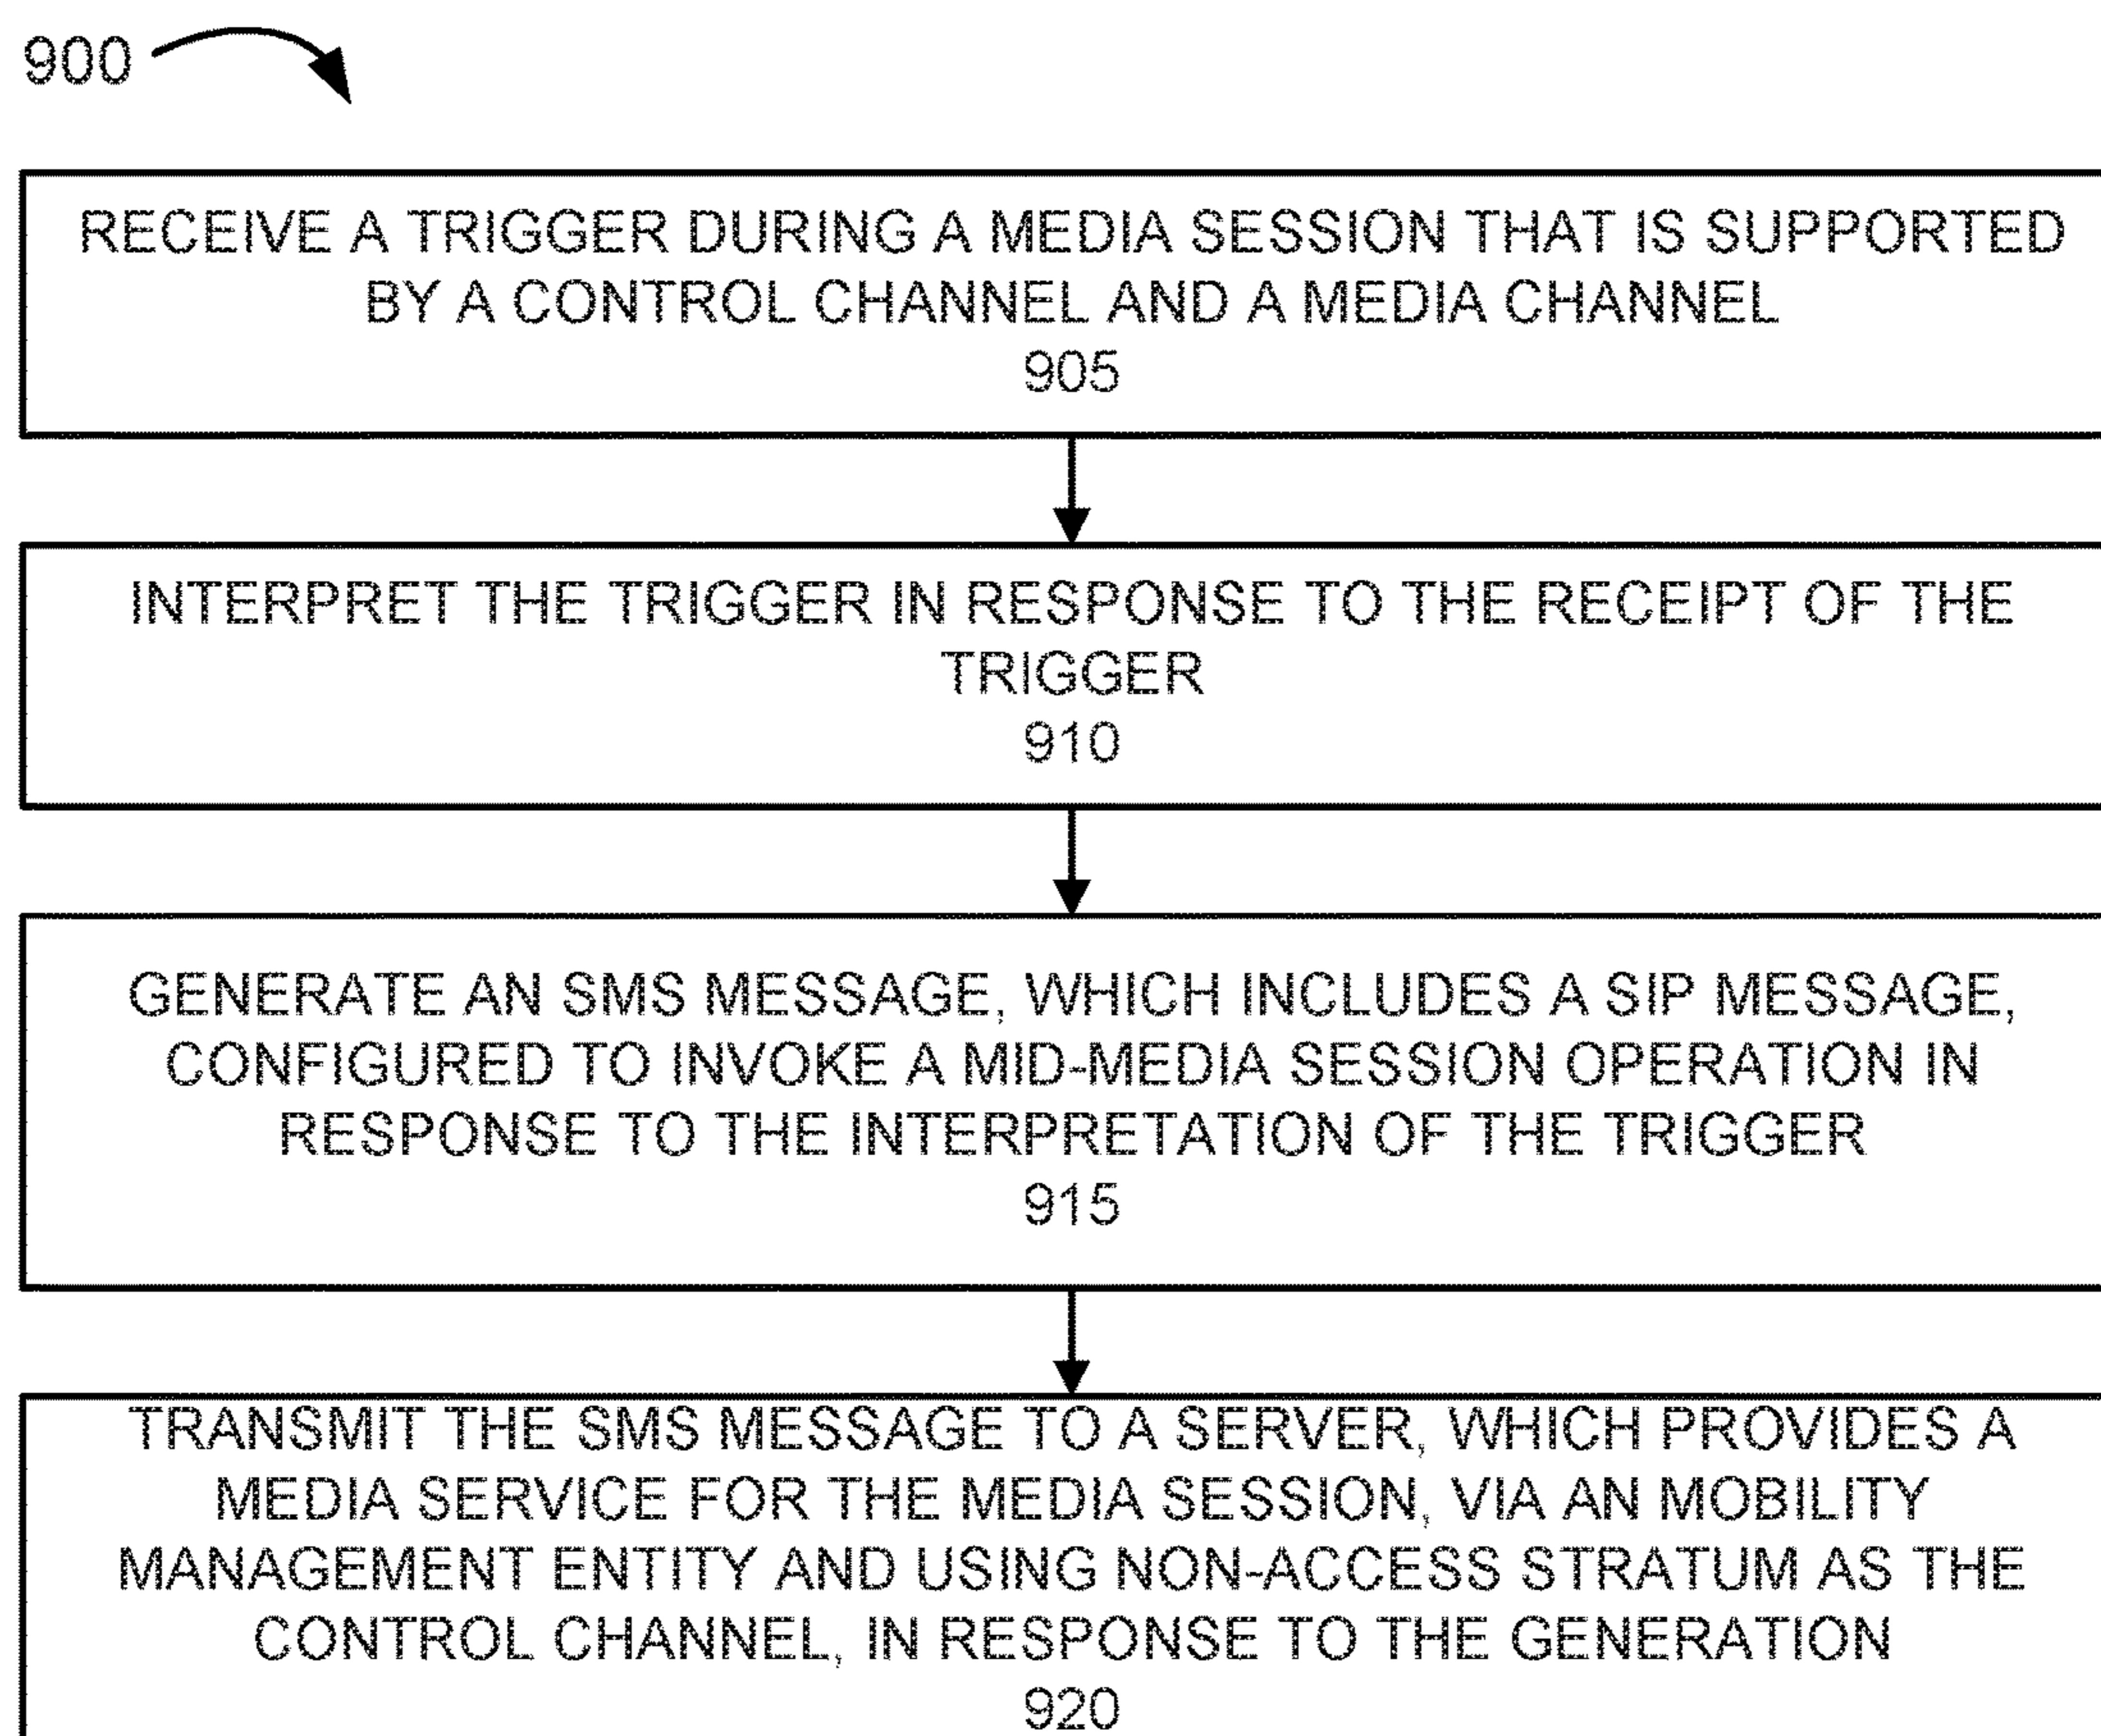 900
RECEIVE A TRIGGER DURING A MEDIA SESSION THAT IS SUPPORTED
BY A CONTROL CHANNEL AND A MEDIA CHANNEL
905
INTERPRET THE TRIGGER IN RESPONSE TO THE RECEIPT OF THE
TRIGGER
910
GENERATE AN SMS MESSAGE, WHICH INCLUDES A SIP MESSAGE,
CONFIGURED TO INVOKE A MID-MEDIA SESSION OPERATION IN
RESPONSE TO THE INTERPRETATION OF THE TRIGGER
915
TRANSMIT THE SMS MESSAGE TO A SERVER, WHICH PROVIDES A
MEDIA SERVICE FOR THE MEDIA SESSION, VIA AN MOBILITY
MANAGEMENT ENTITY AND USING NON-ACCESS STRATUM AS THE
CONTROL CHANNEL, IN RESPONSE TO THE GENERATION
920